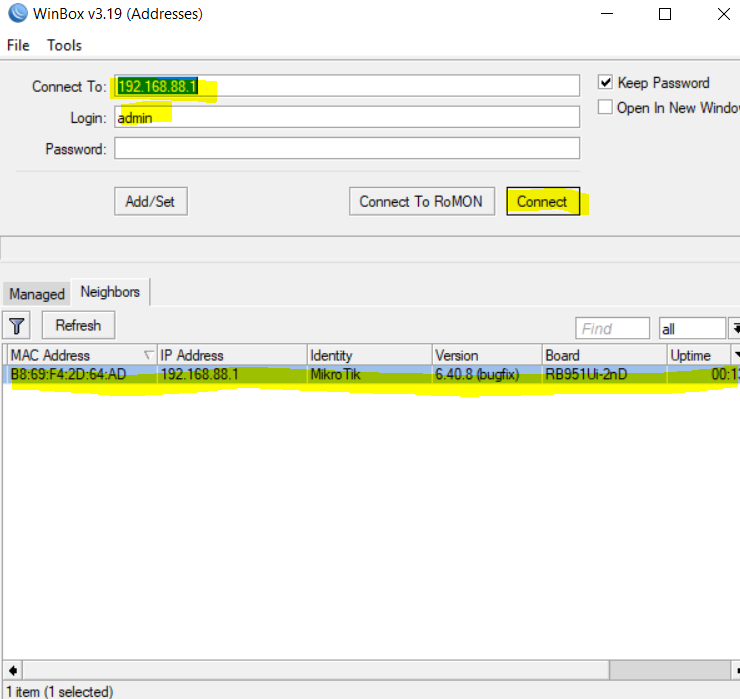 WinBox v3.19 (Addresses)
File Tools
Connect To: 192.168.88.1
Keep Password
Login: admin
Open In New Windo
Password:
Add/Set Connect To RoMON Connect
Managed Neighbors
Refresh Find all
MAC Address IP Address Identity Version Board Uptime
B8:69:F4:2D:64:AD 192.168.88.1 MikroTik 6.40.8 (bugfix) RB951Ui-2nD 00:13
1 item (1 selected)